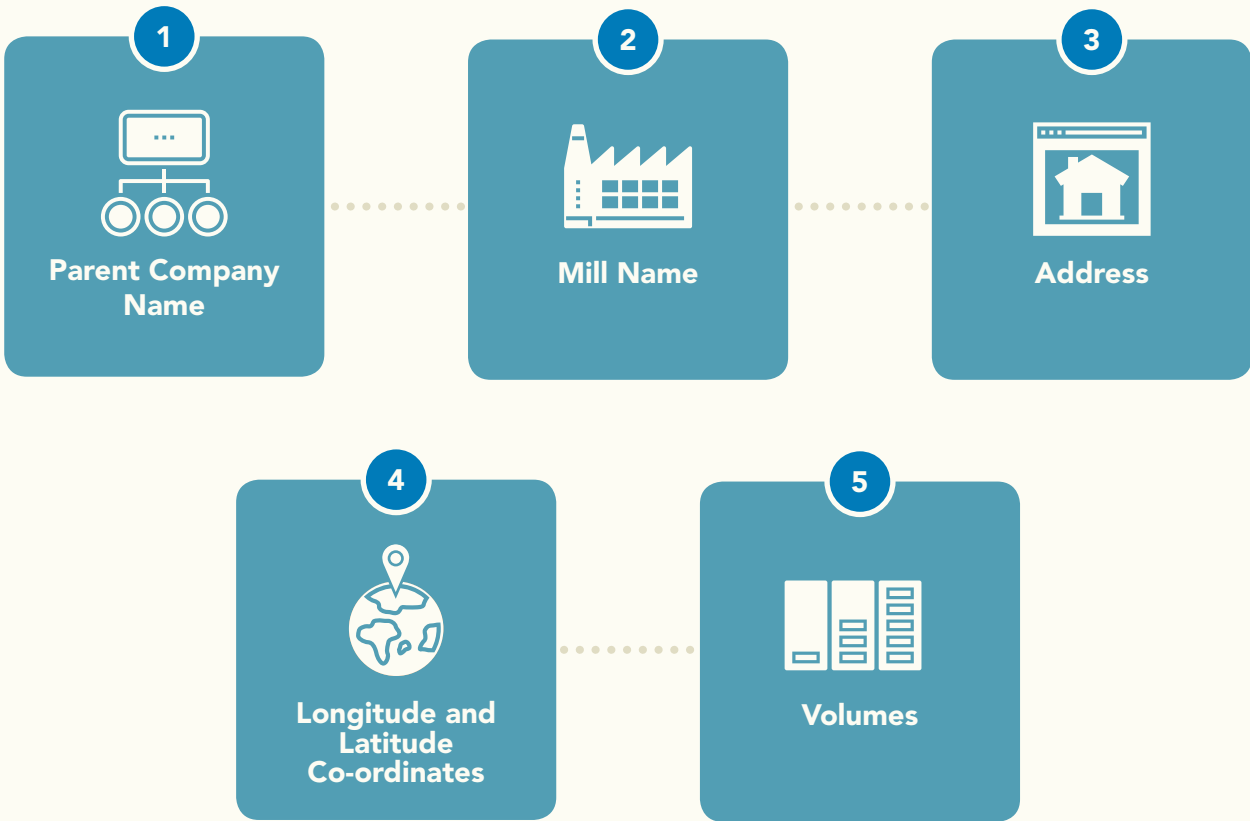 1
Parent Company
Name
2
Mill Name
3
Address
4
Longitude and
Latitude
Co-ordinates
5
Volumes